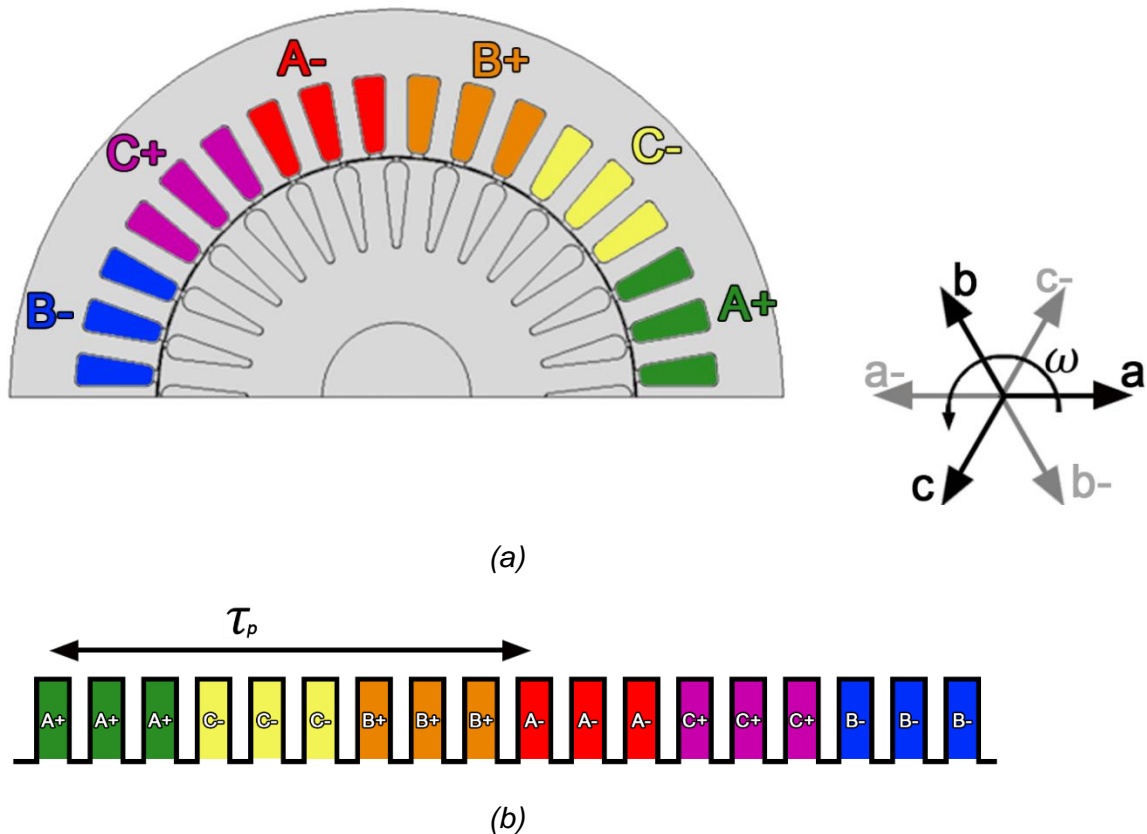 A- B+
C+ C-
B- A+
b c-
ω
a- a
c b-
(a)
τp
A+ A+ A+ C- C- C- B+ B+ B+ A- A- A- C+ C+ C+ B- B- B-
(b)